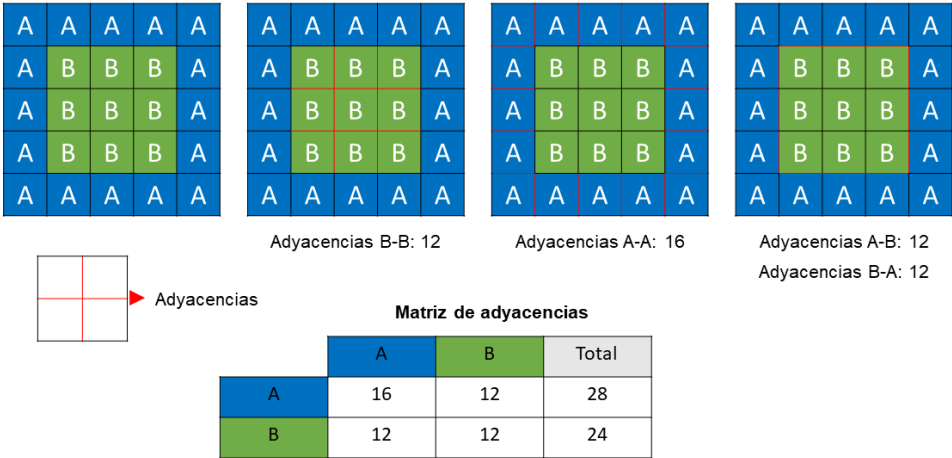 A A A A A A A A A A A A A A A A A A A A
A B B B A A B B B A A B B B A A B B B A
A B B B A A B B B A A B B B A A B B B A
A B B B A A B B B A A B B B A A B B B A
A A A A A A A A A A A A A A A A A A A A
Adyacencias B-B: 12 Adyacencias A-A: 16 Adyacencias A-B: 12
Adyacencias B-A: 12
Adyacencias
Matriz de adyacencias
A B Total
A 16 12 28
B 12 12 24